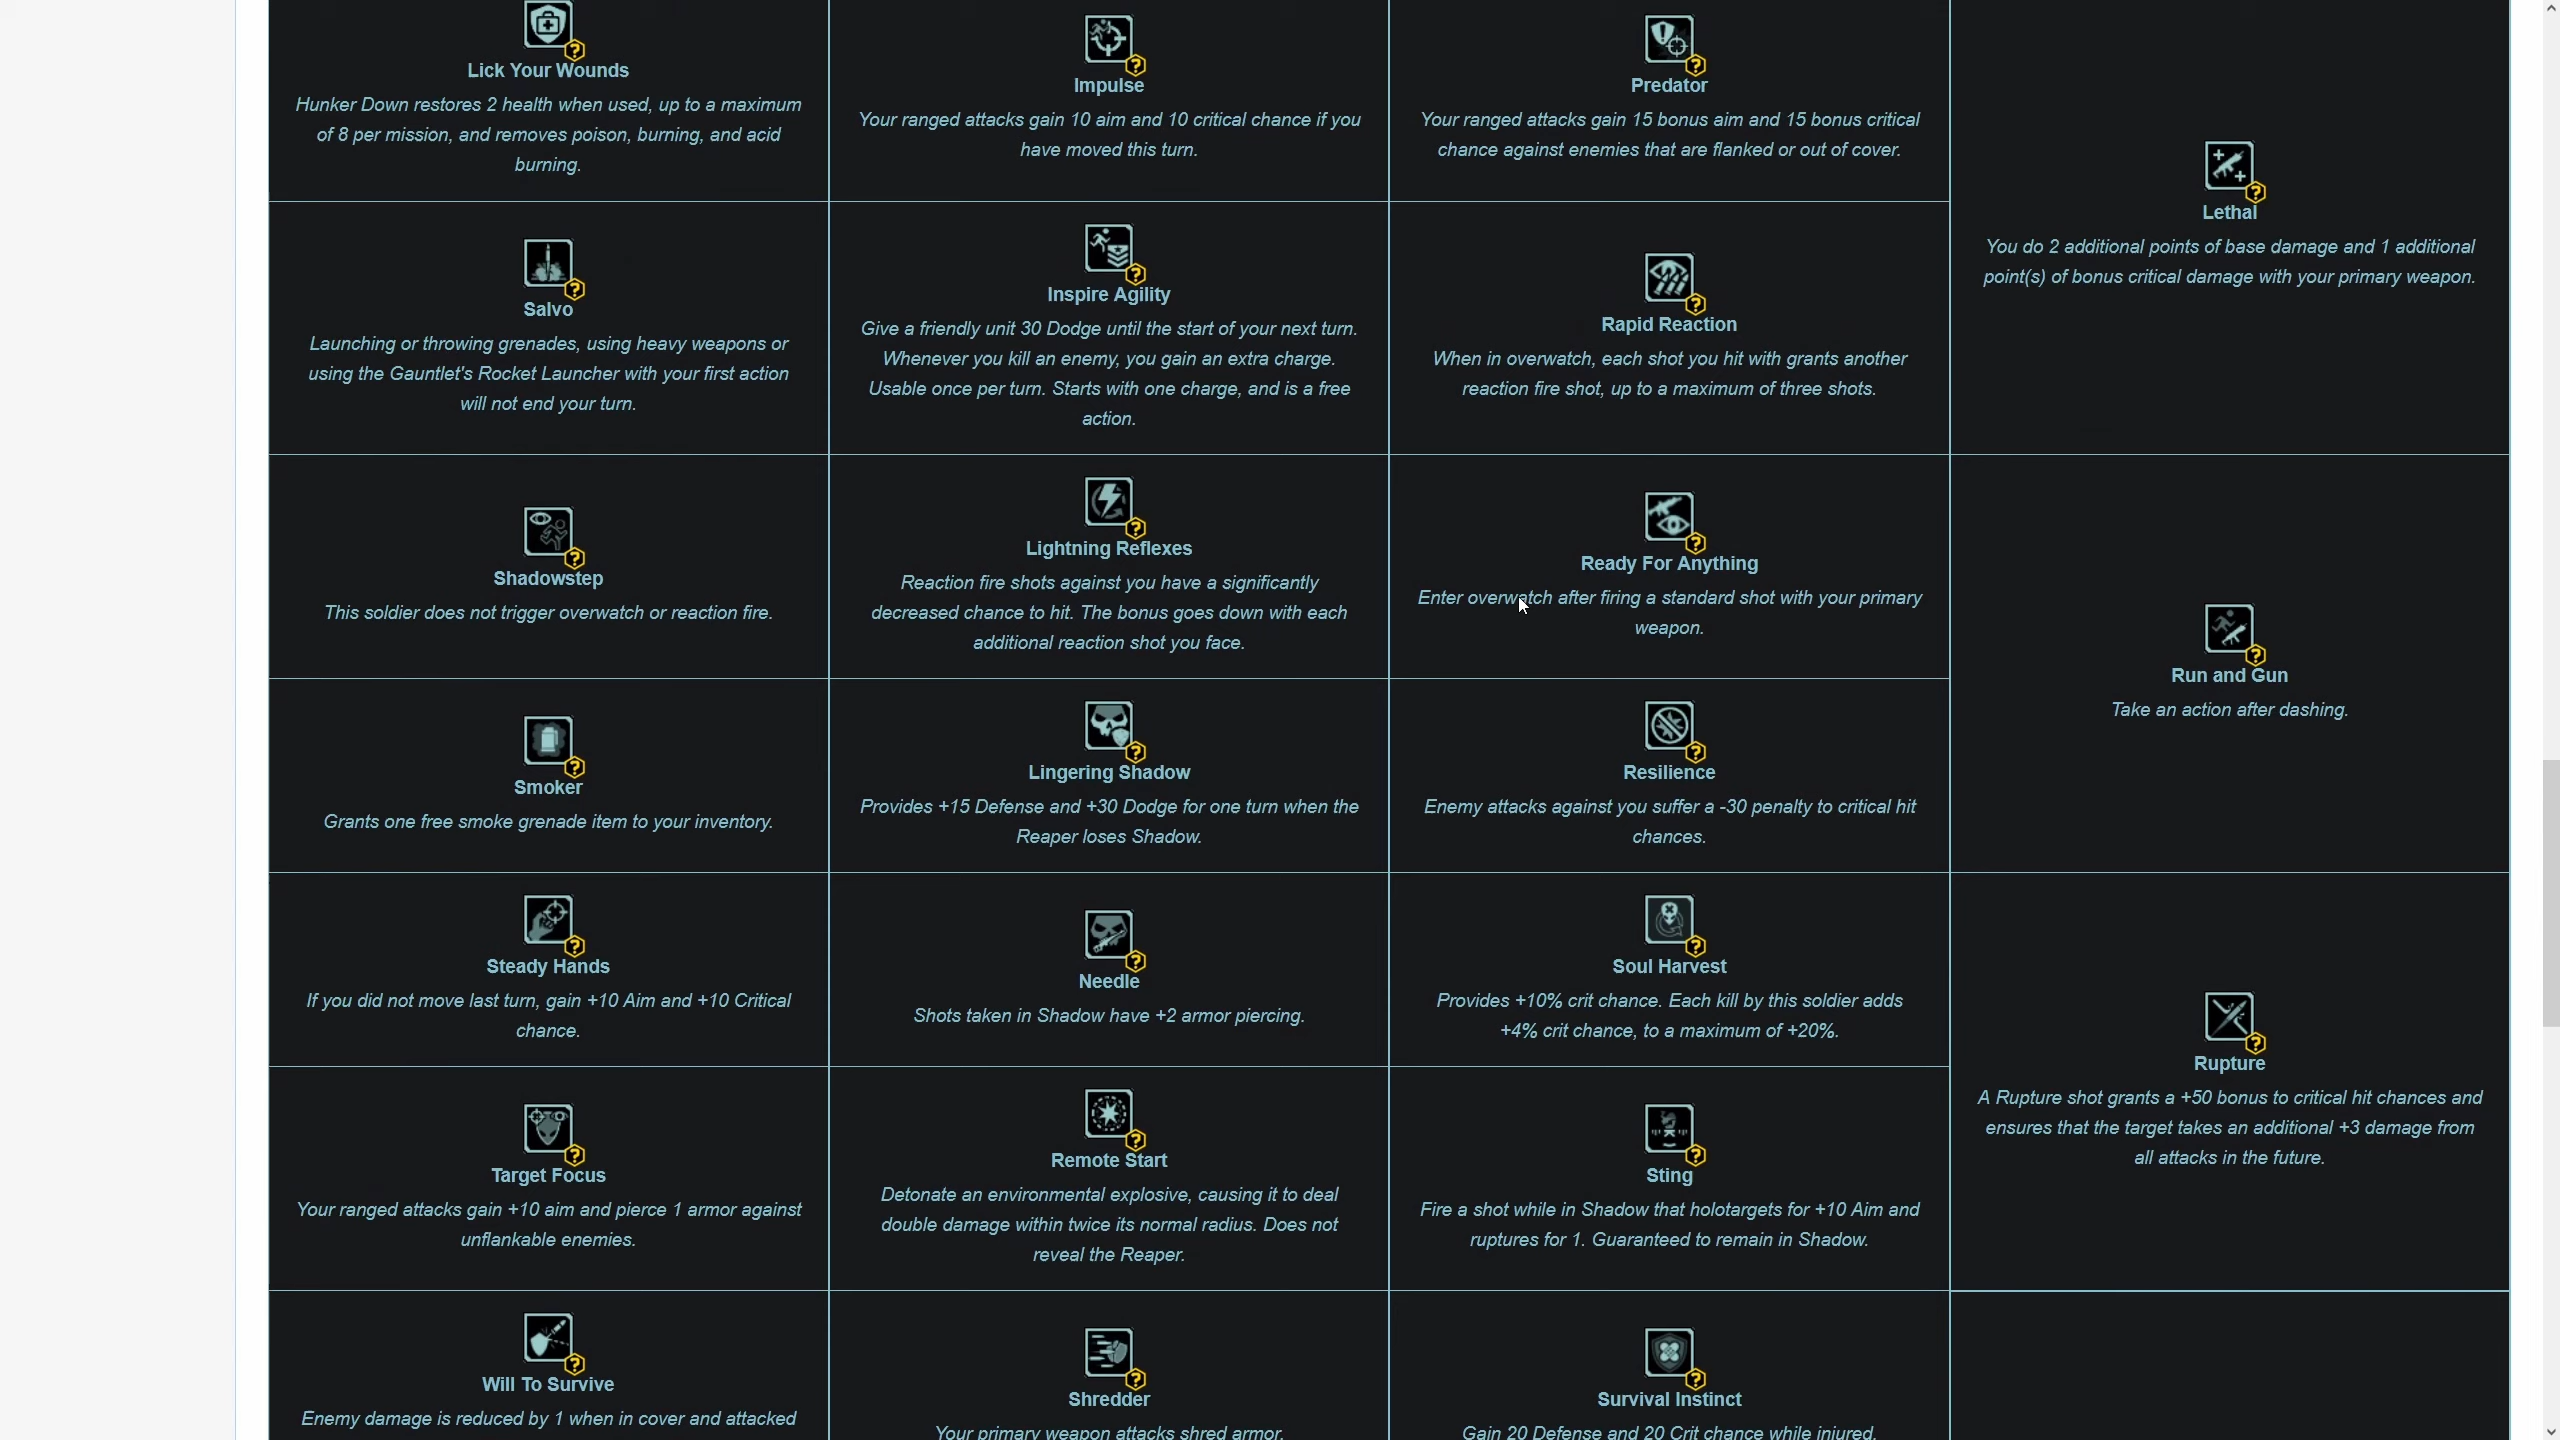 Lick Your Wounds
Hunker Down restores 2 health when used, up to a maximum
of 8 per mission, and removes poison, burning, and acid
burning.
Impulse
Your ranged attacks gain 10 aim and 10 critical chance if you
have moved this turn.
Predator
Your ranged attacks gain 15 bonus aim and 15 bonus critical
chance against enemies that are flanked or out of cover.
Lethal
You do 2 additional points of base damage and 1 additional
point(s) of bonus critical damage with your primary weapon.
Salvo
Launching or throwing grenades, using heavy weapons or
using the Gauntlet's Rocket Launcher with your first action
will not end your turn.
Inspire Agility
Give a friendly unit 30 Dodge until the start of your next turn.
Whenever you kill an enemy, you gain an extra charge.
Usable once per turn. Starts with one charge, and is a free
action.
Rapid Reaction
When in overwatch, each shot you hit with grants another
reaction fire shot, up to a maximum of three shots.
Shadowstep
This soldier does not trigger overwatch or reaction fire.
Lightning Reflexes
Reaction fire shots against you have a significantly
decreased chance to hit. The bonus goes down with each
additional reaction shot you face.
Ready For Anything
Enter overwatch after firing a standard shot with your primary
weapon.
Run and Gun
Take an action after dashing.
Smoker
Grants one free smoke grenade item to your inventory.
Lingering Shadow
Provides +15 Defense and +30 Dodge for one turn when the
Reaper loses Shadow.
Resilience
Enemy attacks against you suffer a -30 penalty to critical hit
chances.
Steady Hands
If you did not move last turn, gain +10 Aim and +10 Critical
chance.
Needle
Shots taken in Shadow have +2 armor piercing.
Soul Harvest
Provides +10% crit chance. Each kill by this soldier adds
+4% crit chance, to a maximum of +20%.
Rupture
A Rupture shot grants a +50 bonus to critical hit chances and
ensures that the target takes an additional +3 damage from
all attacks in the future.
Target Focus
Your ranged attacks gain +10 aim and pierce 1 armor against
unflankable enemies.
Remote Start
Detonate an environmental explosive, causing it to deal
double damage within twice its normal radius. Does not
reveal the Reaper.
Sting
Fire a shot while in Shadow that holotargets for +10 Aim and
ruptures for 1. Guaranteed to remain in Shadow.
Will To Survive
Enemy damage is reduced by 1 when in cover and attacked
Shredder
Your primary weapon attacks shred armor.
Survival Instinct
Gain 20 Defense and 20 Crit chance while injured.